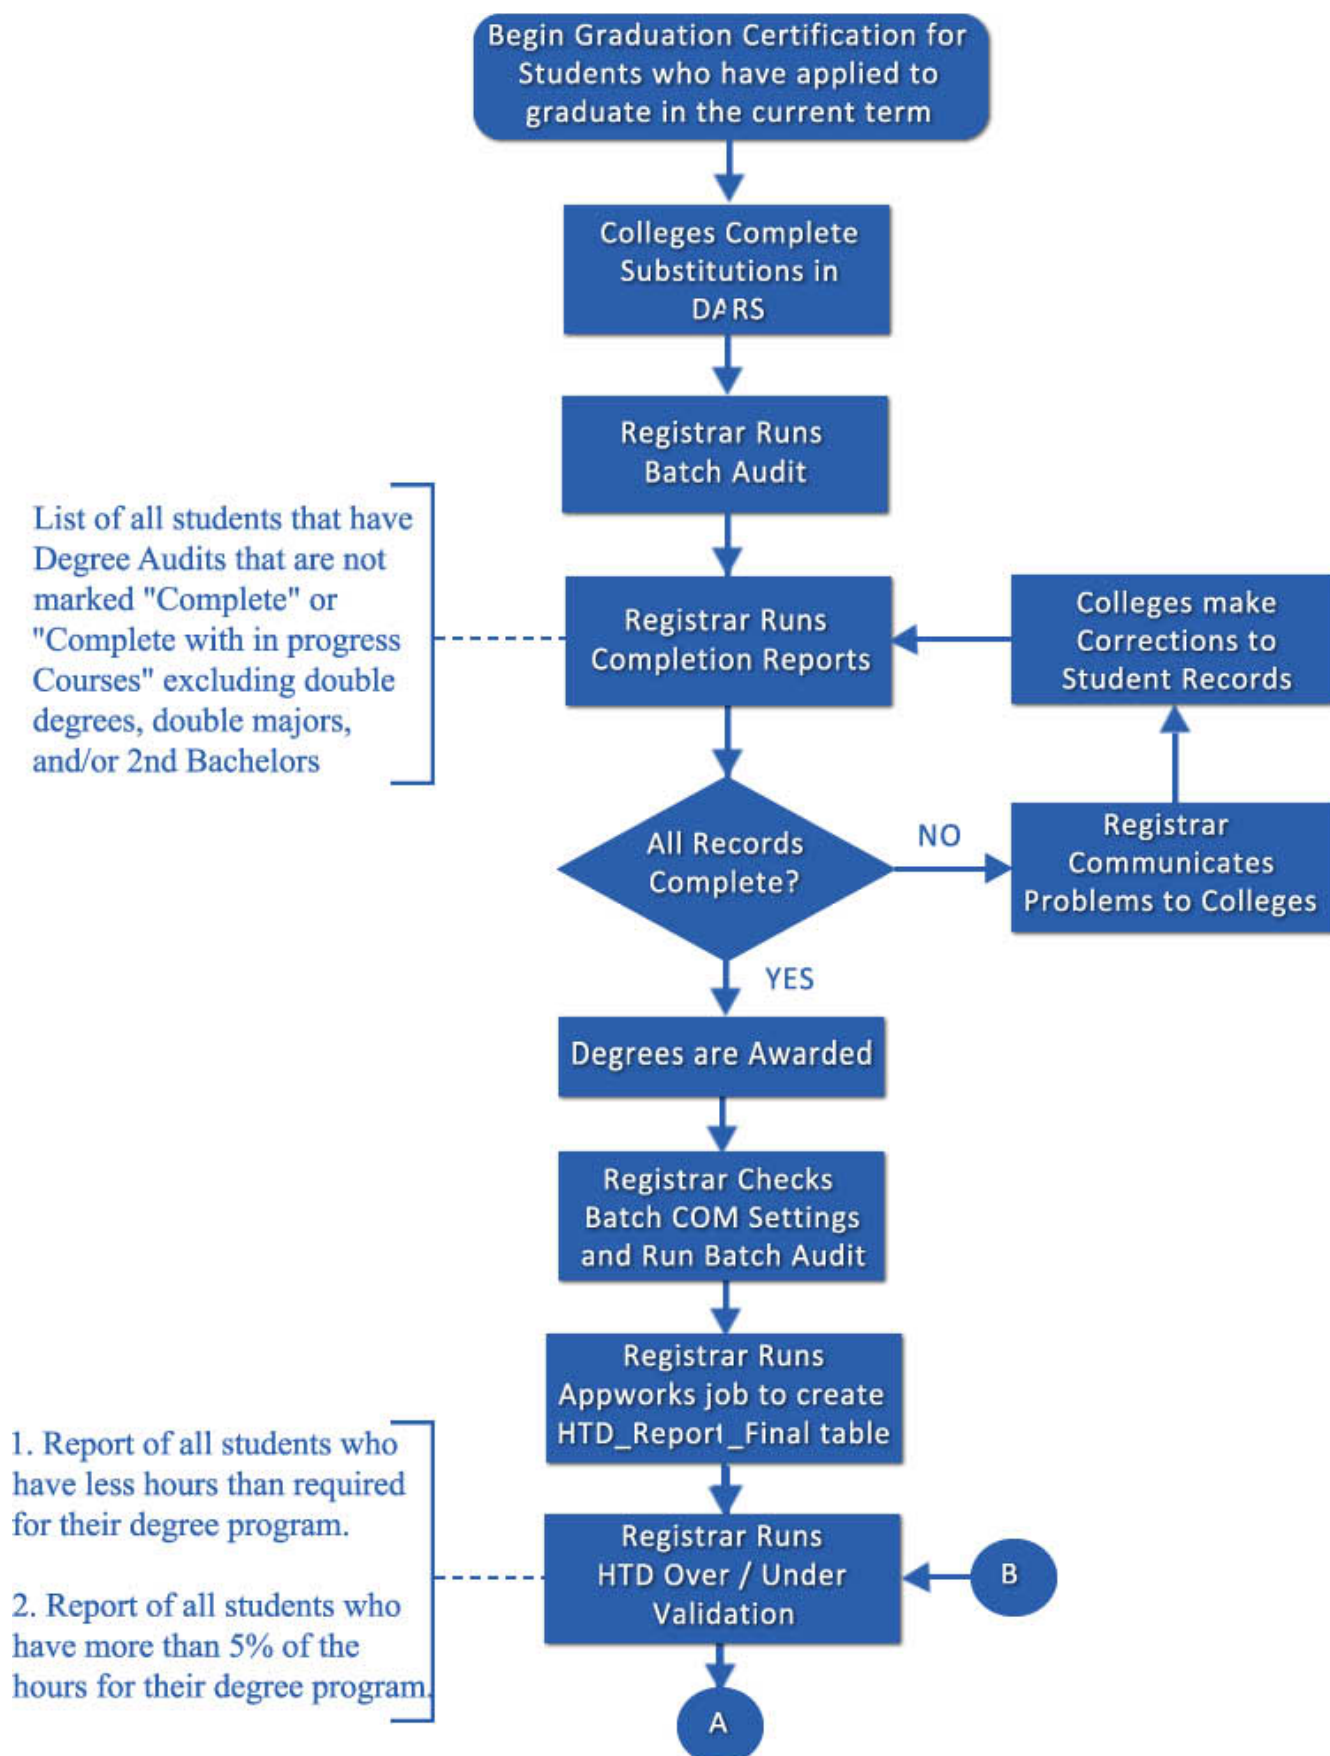 Begin Graduation Certification for
Students who have applied to
graduate in the current term
Colleges Complete
Substitutions in
DARS
Registrar Runs
Batch Audit
List of all students that have
Degree Audits that are not
marked "Complete" or
"Complete with in progress
Courses" excluding double
degrees, double majors,
and/or 2nd Bachelors
Registrar Runs
Completion Reports
Colleges make
Corrections to
Student Records
All Records
Complete?
NO
Registrar
Communicates
Problems to Colleges
YES
Degrees are Awarded
Registrar Checks
Batch COM Settings
and Run Batch Audit
Registrar Runs
Appworks job to create
HTD_Report_Final table
1. Report of all students who
have less hours than required
for their degree program.
2. Report of all students who
have more than 5% of the
hours for their degree program.
Registrar Runs
HTD Over / Under
Validation
B
A